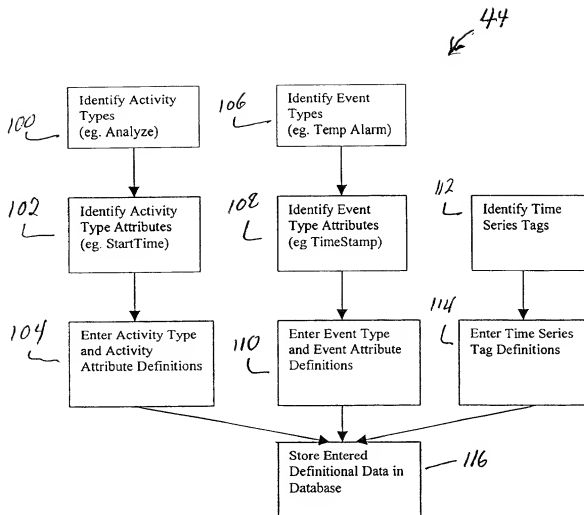 44
100
Identify Activity
Types
(eg. Analyze)
106
Identify Event
Types
(eg. Temp Alarm)
102
Identify Activity
Type Attributes
(eg. StartTime)
108
Identify Event
Type Attributes
(eg TimeStamp)
112
Identify Time
Series Tags
104
Enter Activity Type
and Activity
Attribute Definitions
110
Enter Event Type
and Event Attribute
Definitions
114
Enter Time Series
Tag Definitions
Store Entered
Definitional Data in
Database
116